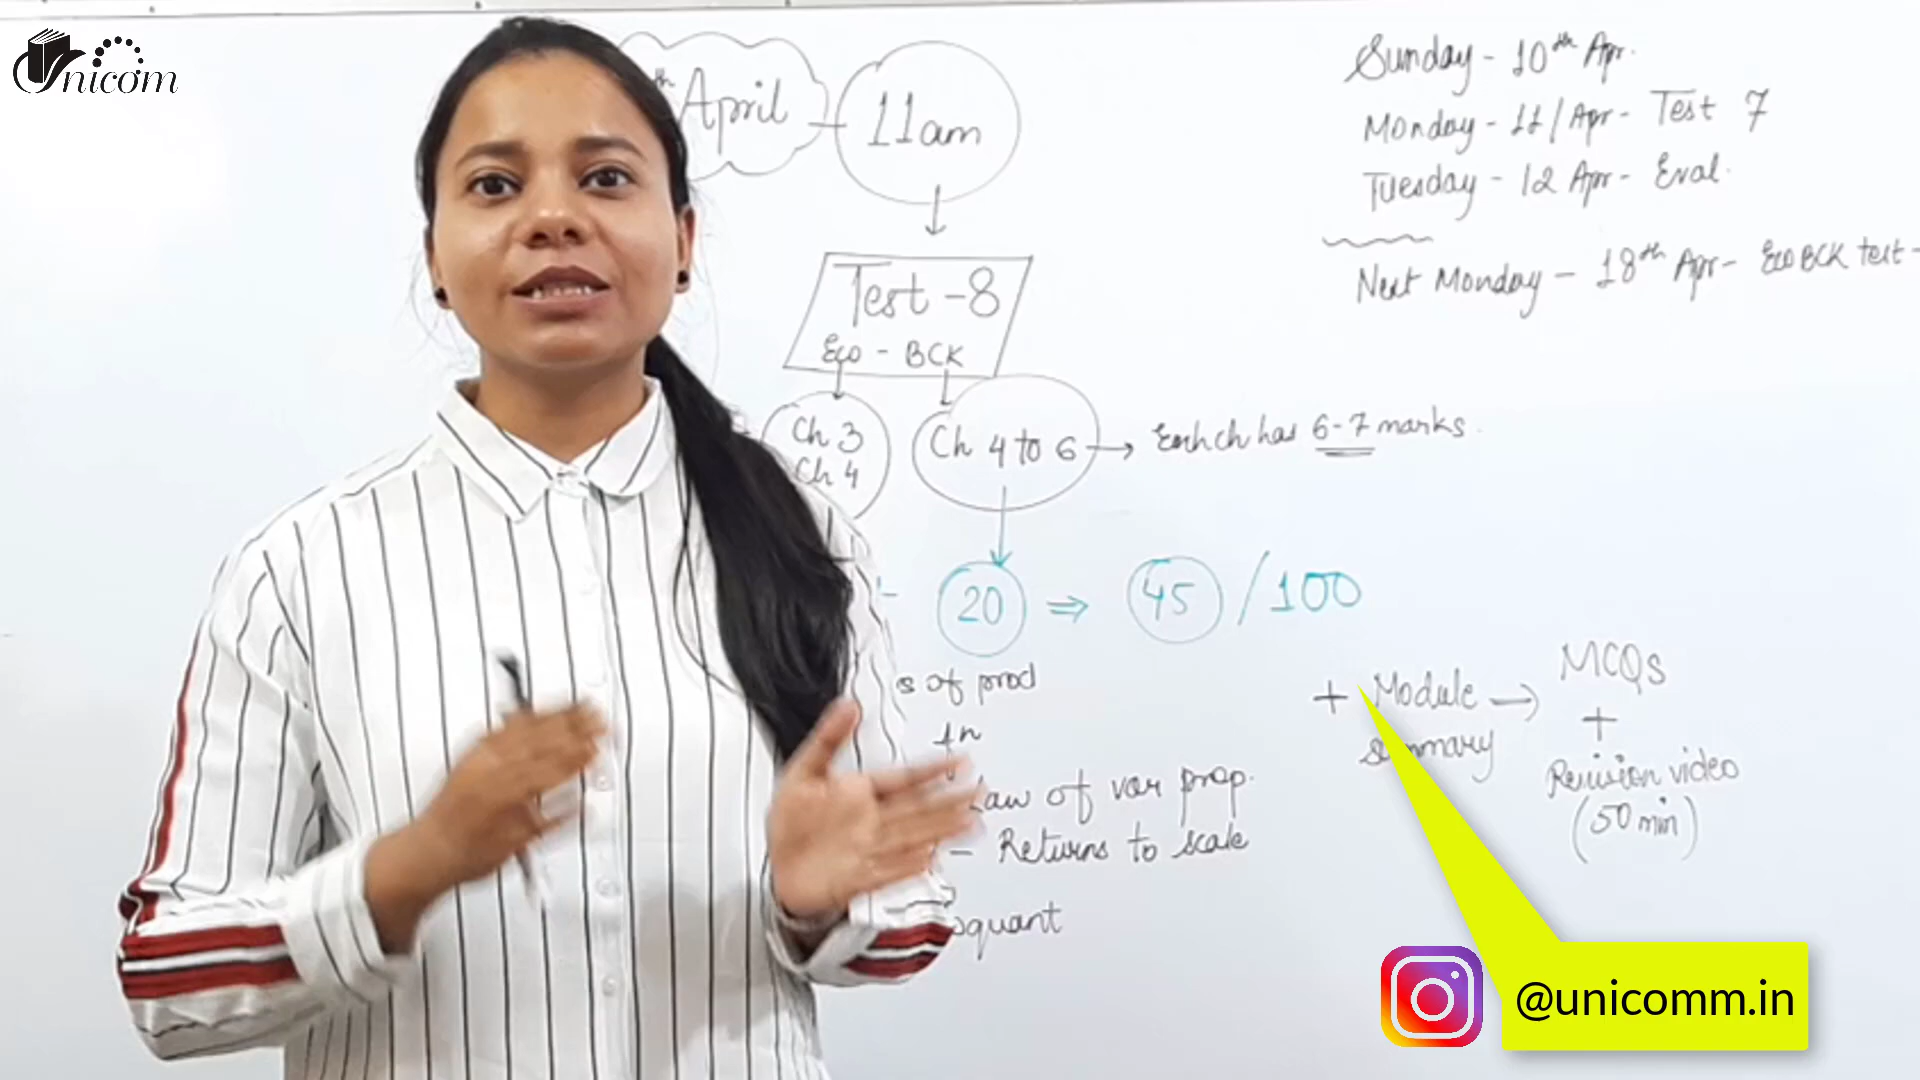 Unicom
th April - 11am
Test -8
Eco - BCK
Ch 3
Ch 4
Ch 4 to 6 → Each ch has 6-7 marks.
20 ⇒ 45 /100
s of prod
fn
Law of var prop.
- Returns to scale
oquant
Sunday - 10th Apr.
Monday - 11/Apr - Test 7
Tuesday - 12 Apr - Eval.
Next Monday - 18th Apr - Eco BCK test -
+ Module → MCQs
summary
+
Revision video
(50 min)
@unicomm.in